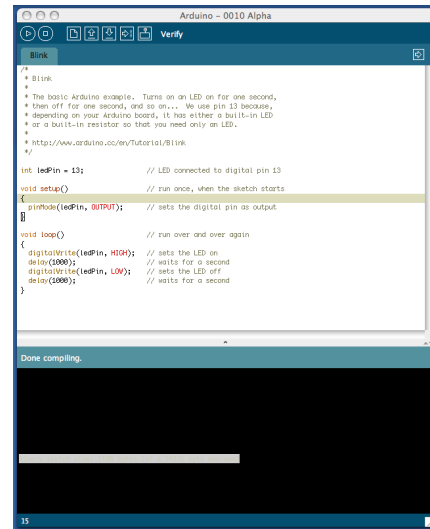 Arduino - 0010 Alpha
Verify
Blink
/*
* Blink
*
* The basic Arduino example. Turns on an LED on for one second,
* then off for one second, and so on... We use pin 13 because,
* depending on your Arduino board, it has either a built-in LED
* or a built-in resistor so that you need only an LED.
*
* http://www.arduino.cc/en/Tutorial/Blink
*/
int ledPin = 13; // LED connected to digital pin 13
void setup() // run once, when the sketch starts
{
pinMode(ledPin, OUTPUT); // sets the digital pin as output
}
void loop() // run over and over again
{
digitalWrite(ledPin, HIGH); // sets the LED on
delay(1000); // waits for a second
digitalWrite(ledPin, LOW); // sets the LED off
delay(1000); // waits for a second
}
Done compiling.
15